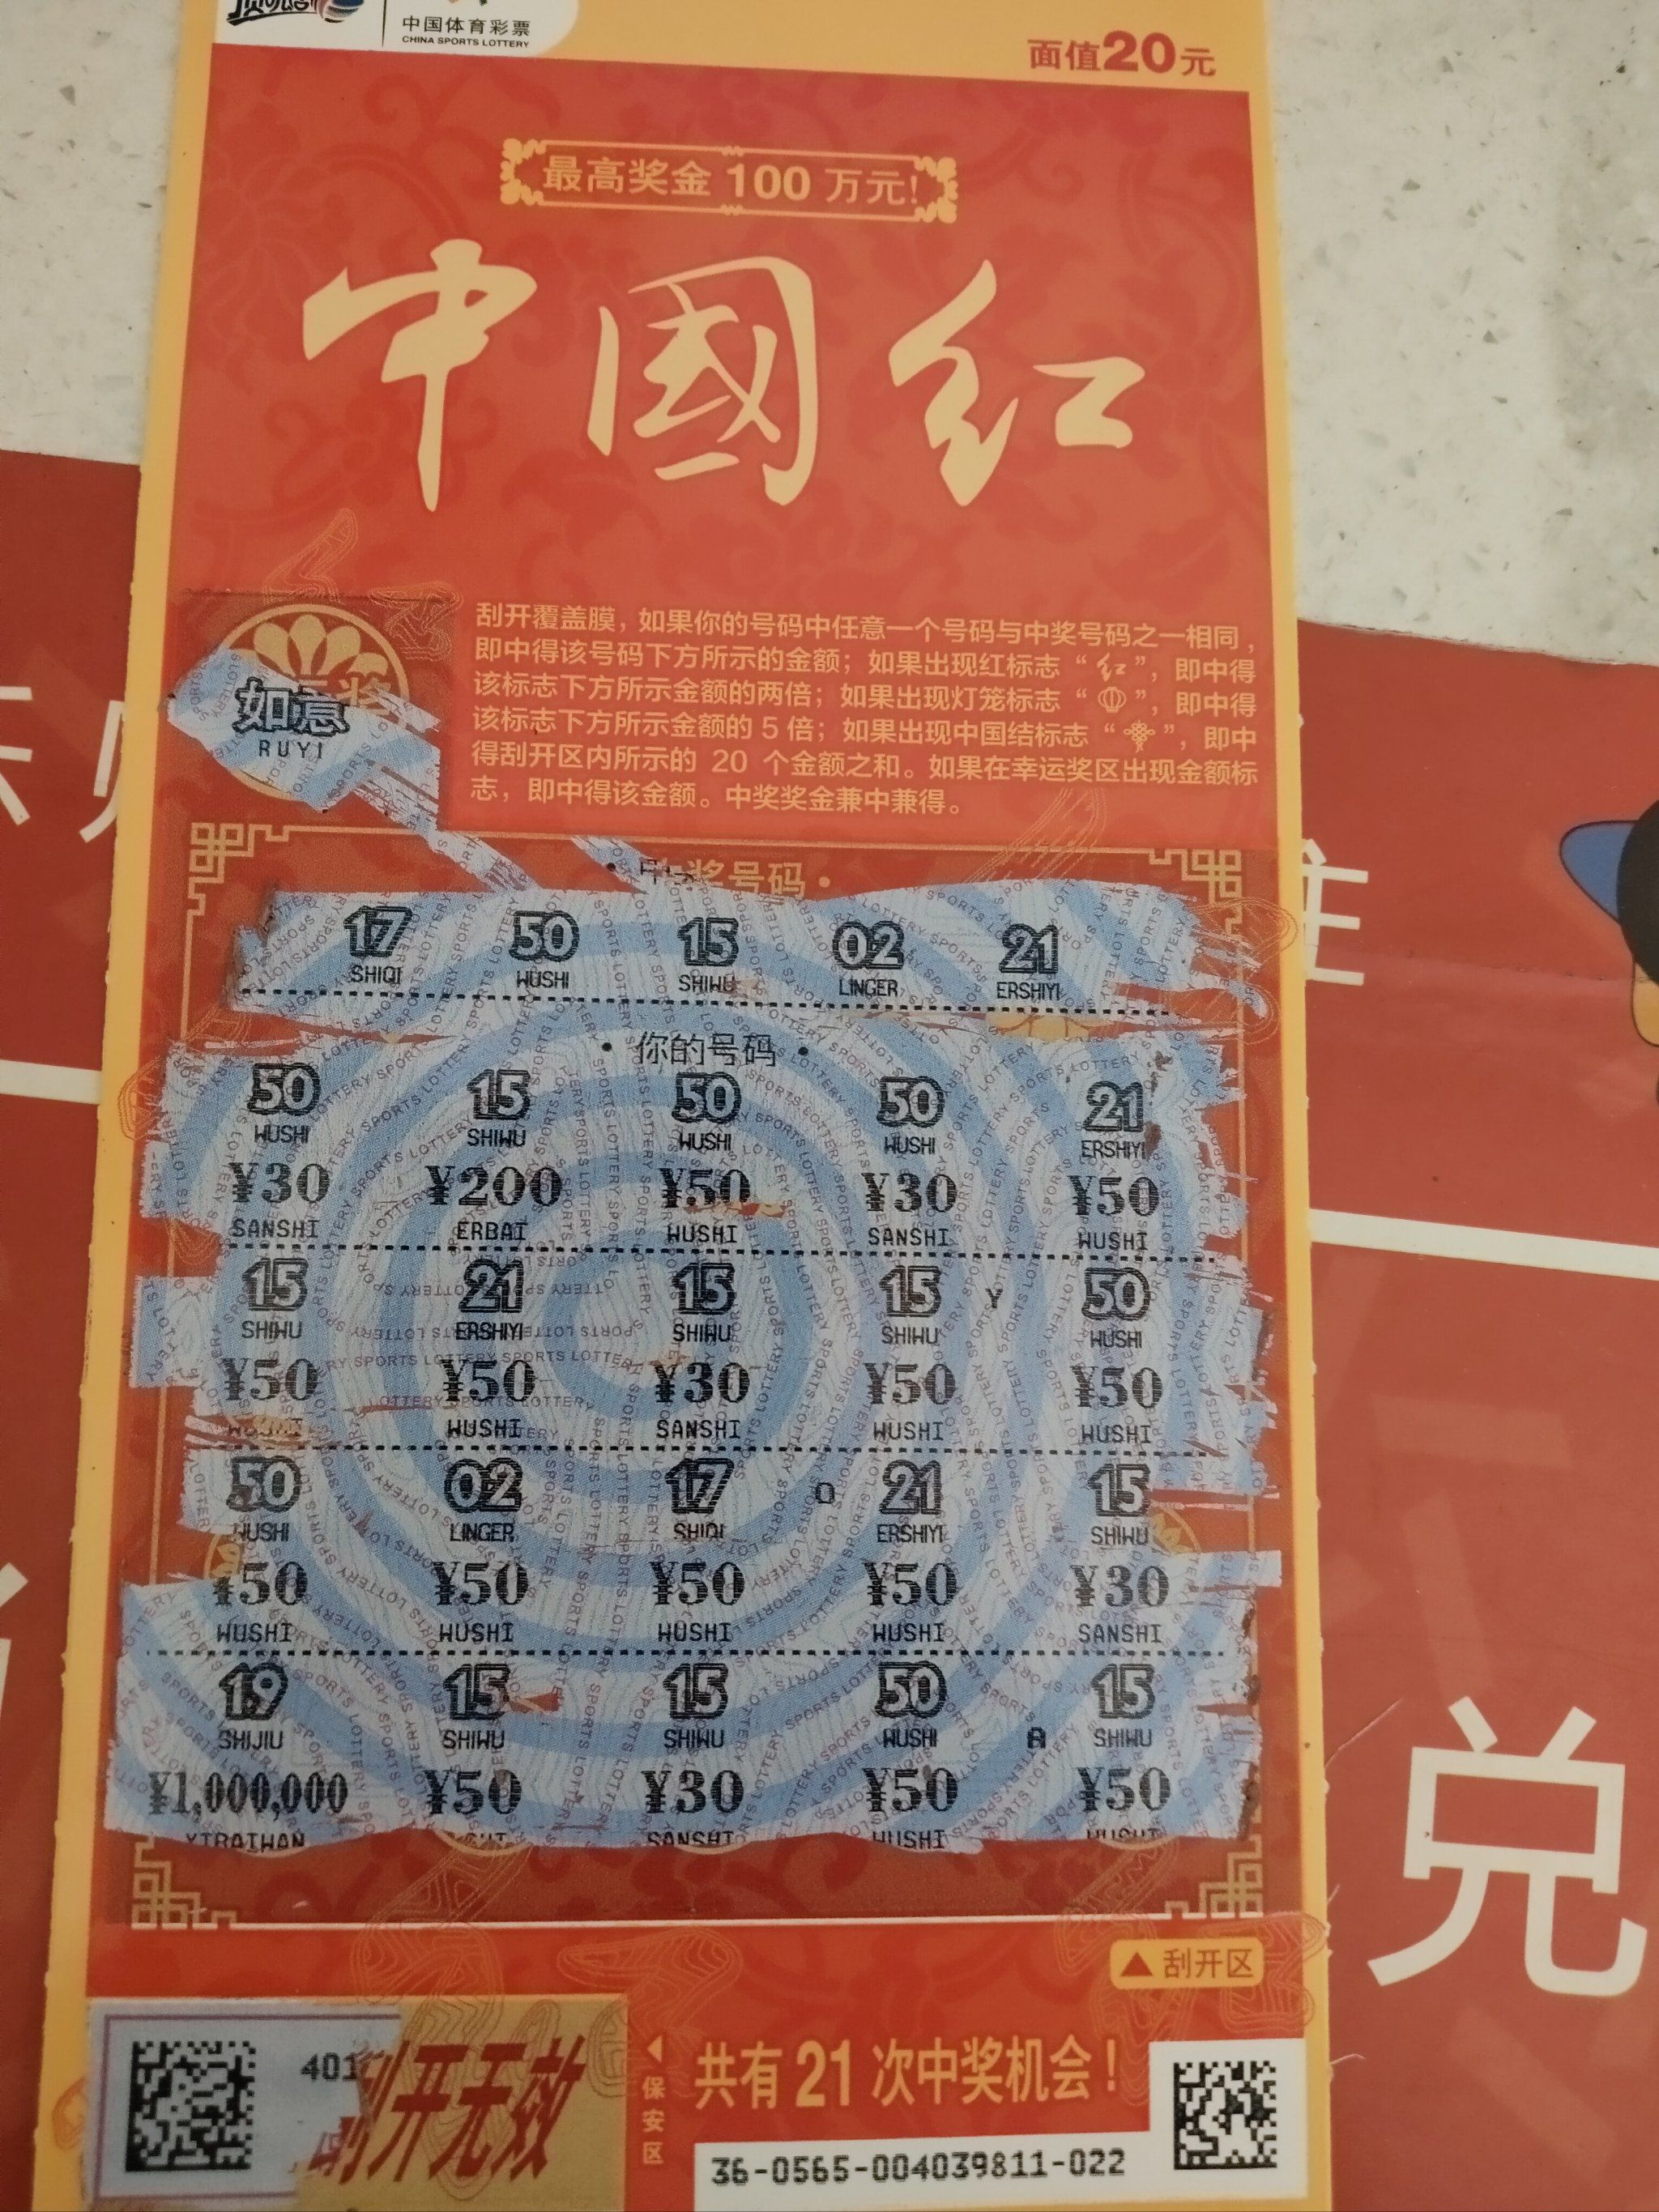 中国体育彩票
CHINA SPORTS LOTTERY
面值20元
最高奖金 100 万元!
中國红
刮开覆盖膜，如果你的号码中任意一个号码与中奖号码之一相同，
即中得该号码下方所示的金额；如果出现红标志“红”，即中得
该标志下方所示金额的两倍；如果出现灯笼标志“ ”，即中得
该标志下方所示金额的 5 倍；如果出现中国结标志“ ”，即中
得刮开区内所示的 20 个金额之和。如果在幸运奖区出现金额标
志，即中得该金额。中奖奖金兼中兼得。
如意
RUYI
奖号码
17 50 15 02 21
SHIQI WUSHI SHIWU LINGER ERSHIYI
你的号码
50 15 50 50 21
WUSHI SHIWU WUSHI WUSHI ERSHIYI
¥30 ¥200 ¥50 ¥30 ¥50
SANSHI ERBAI WUSHI SANSHI WUSHI
15 21 15 15 Y 50
SHIWU ERSHIYI SHIWU SHIWU WUSHI
¥50 ¥50 ¥30 ¥50 ¥50
WUSHI SANSHI WUSHI WUSHI
50 02 17 O 21 15
WUSHI LINGER SHIQI ERSHIYI SHIWU
¥50 ¥50 ¥50 ¥50 ¥30
WUSHI WUSHI WUSHI WUSHI SANSHI
19 15 15 50 15
SHIJIU SHIWU SHIWU WUSHI A SHIWU
¥1,000,000 ¥50 ¥30 ¥50 ¥50
YIBAIWAN SANSHI WUSHI WUSHI
▲刮开区
401
刮开无效
保安区
共有 21 次中奖机会！
36-0565-004039811-022
兑